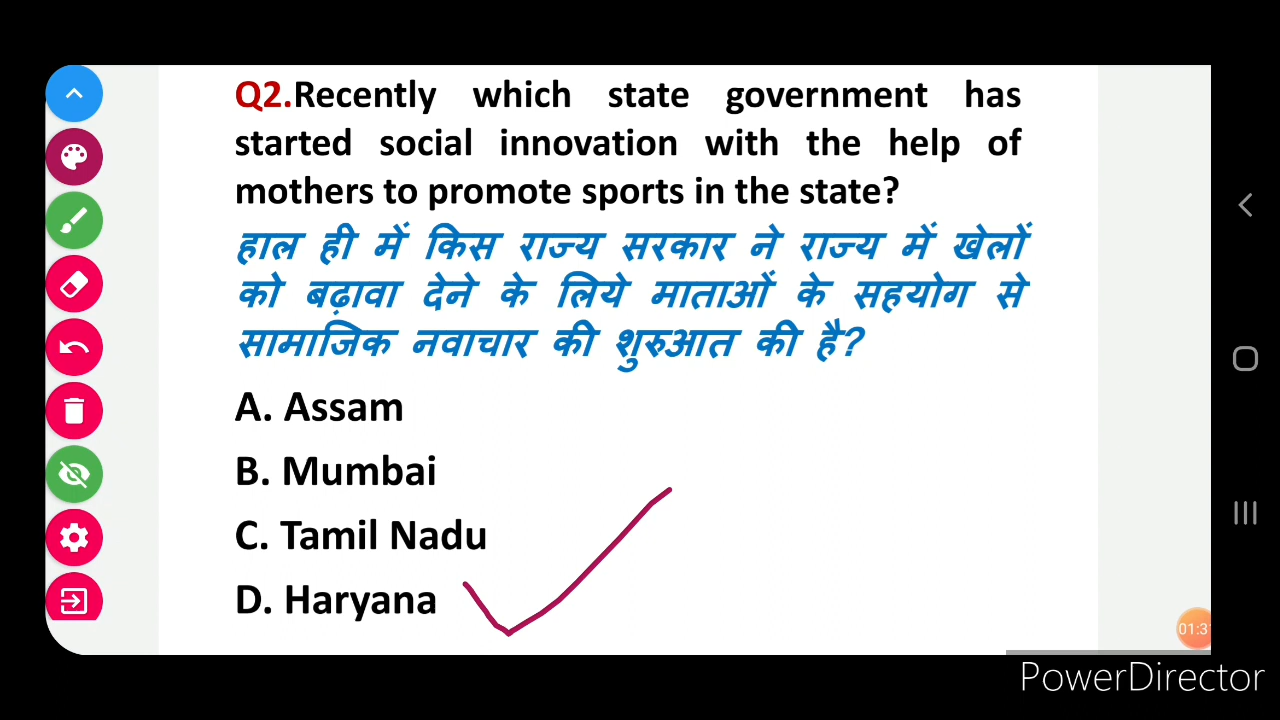 Q2.Recently which state government has
started social innovation with the help of
mothers to promote sports in the state?
हाल ही में किस राज्य सरकार ने राज्य में खेलों
को बढ़ावा देने के लिये माताओं के सहयोग से
सामाजिक नवाचार की शुरुआत की है?
A. Assam
B. Mumbai
C. Tamil Nadu
D. Haryana
PowerDirector